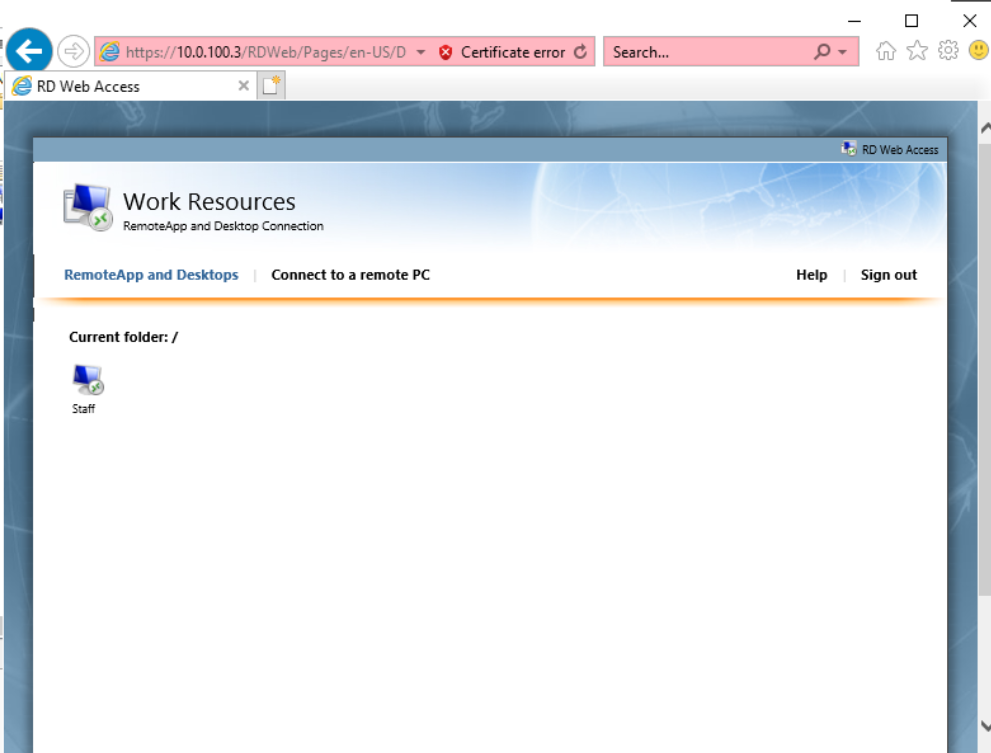 https://10.0.100.3/RDWeb/Pages/en-US/D
Certificate error
Search...
RD Web Access
RD Web Access
Work Resources
RemoteApp and Desktop Connection
RemoteApp and Desktops | Connect to a remote PC
Help | Sign out
Current folder: /
Staff